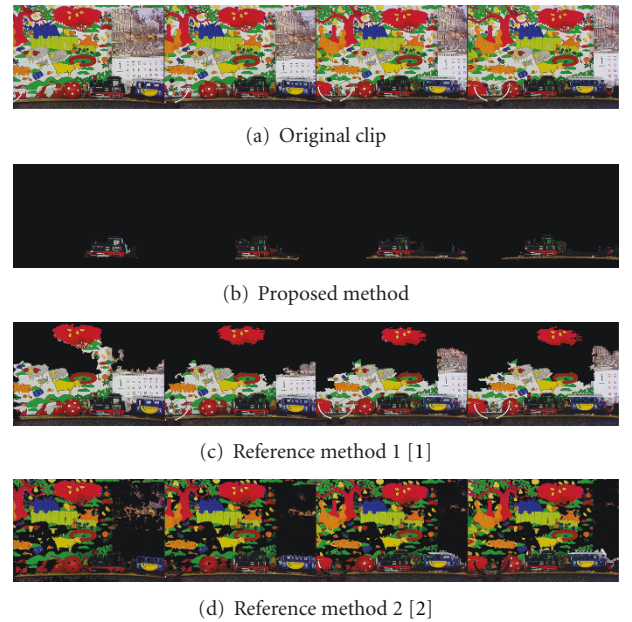 (a) Original clip
(b) Proposed method
(c) Reference method 1 [1]
(d) Reference method 2 [2]